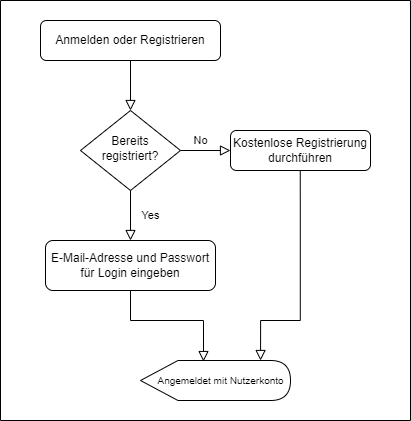 Anmelden oder Registrieren
Bereits
registriert?
No
Kostenlose Registrierung
durchführen
Yes
E-Mail-Adresse und Passwort
für Login eingeben
Angemeldet mit Nutzerkonto